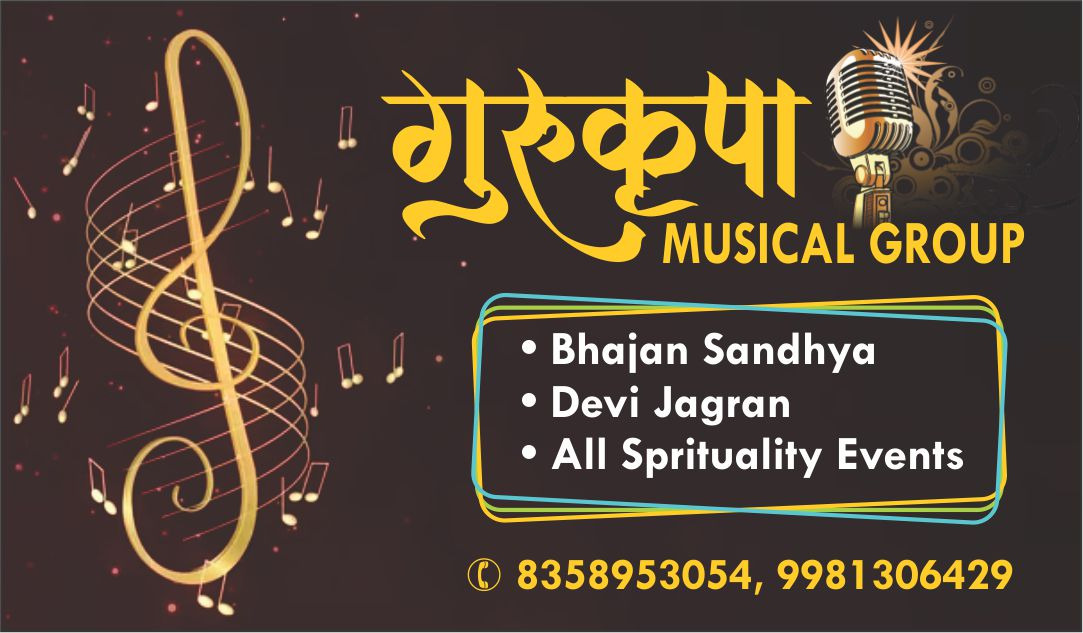 गुरुकृपा
MUSICAL GROUP
• Bhajan Sandhya
• Devi Jagran
• All Sprituality Events
✆ 8358953054, 9981306429